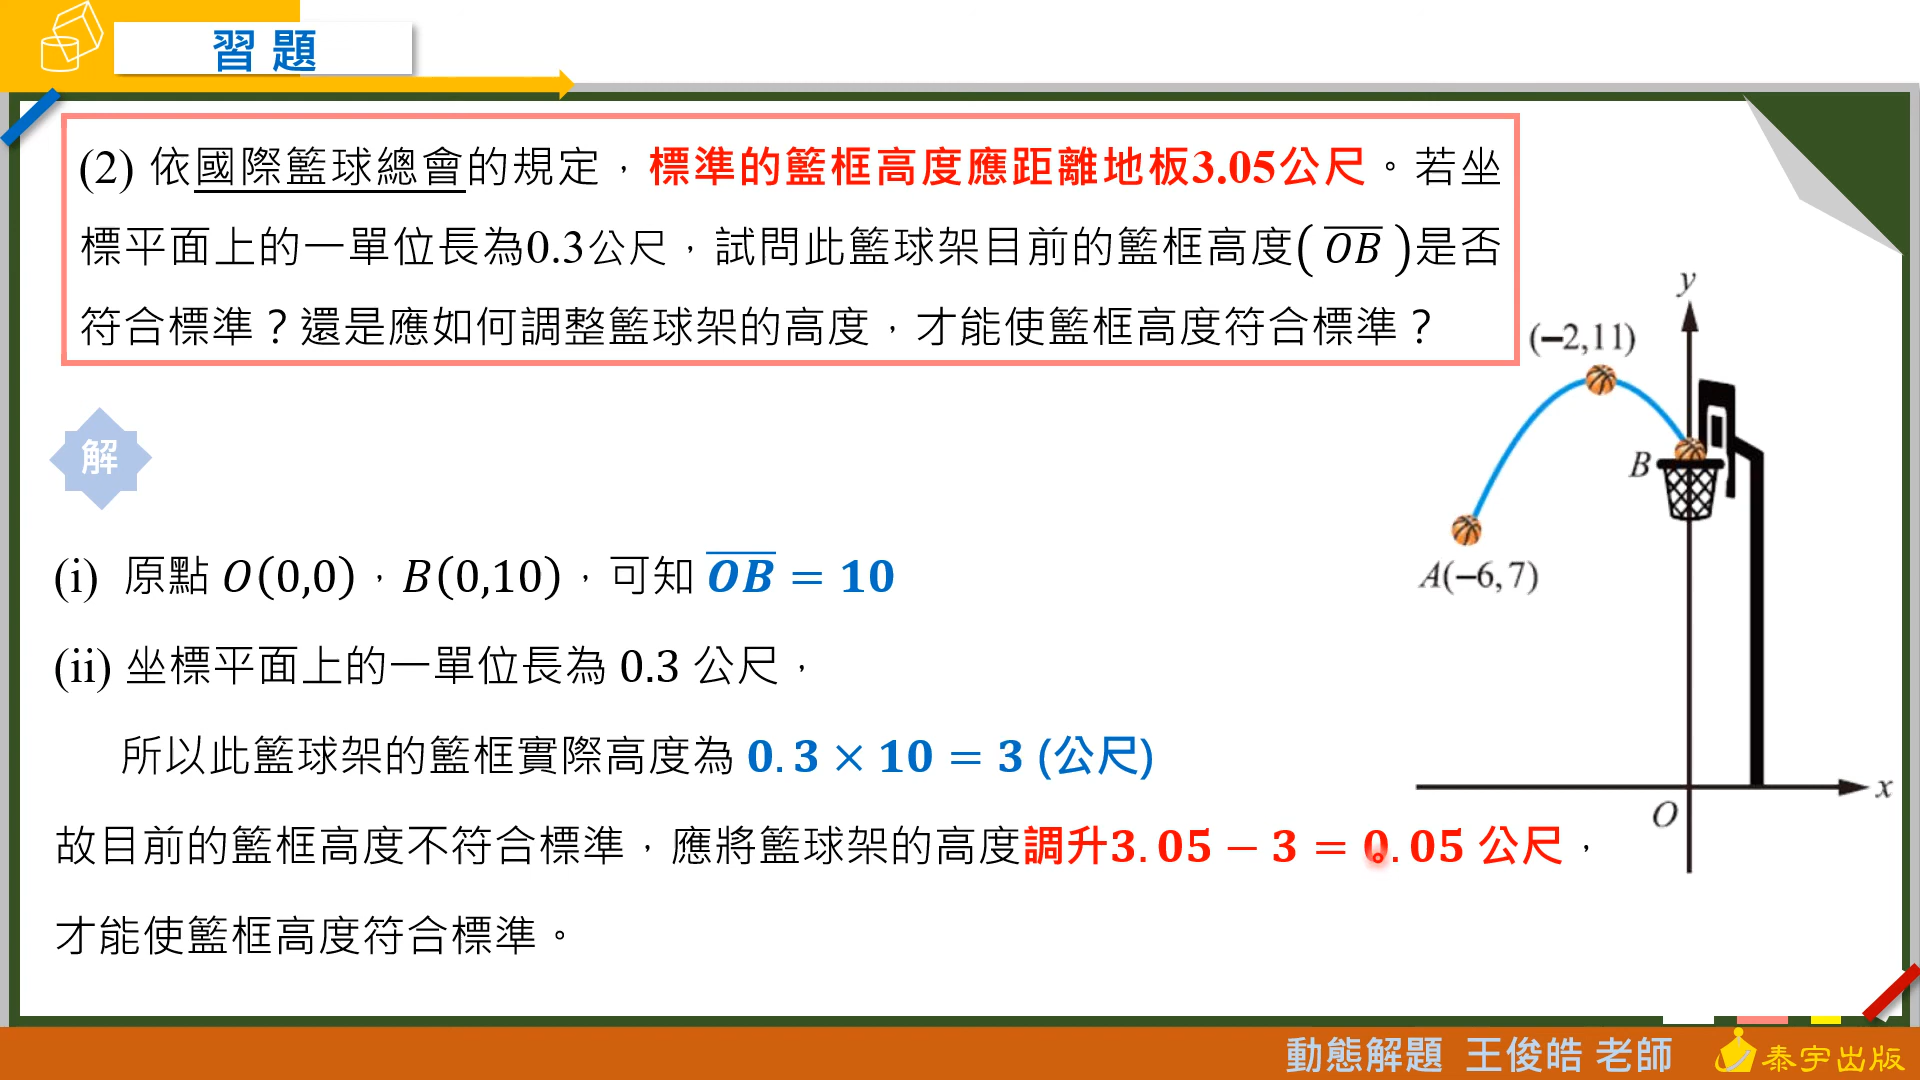 習 題
(2) 依國際籃球總會的規定，標準的籃框高度應距離地板3.05公尺。若坐
標平面上的一單位長為0.3公尺，試問此籃球架目前的籃框高度( \overline{OB} )是否
符合標準？還是應如何調整籃球架的高度，才能使籃框高度符合標準？
y
(−2,11)
解
B
(i) 原點 O(0,0)，B(0,10)，可知 \overline{OB} = 10
A(−6, 7)
(ii) 坐標平面上的一單位長為 0.3 公尺，
所以此籃球架的籃框實際高度為 0.3 × 10 = 3 (公尺)
x
O
故目前的籃框高度不符合標準，應將籃球架的高度調升3.05 − 3 = 0.05 公尺，
才能使籃框高度符合標準。
動態解題 王俊皓 老師
泰宇出版